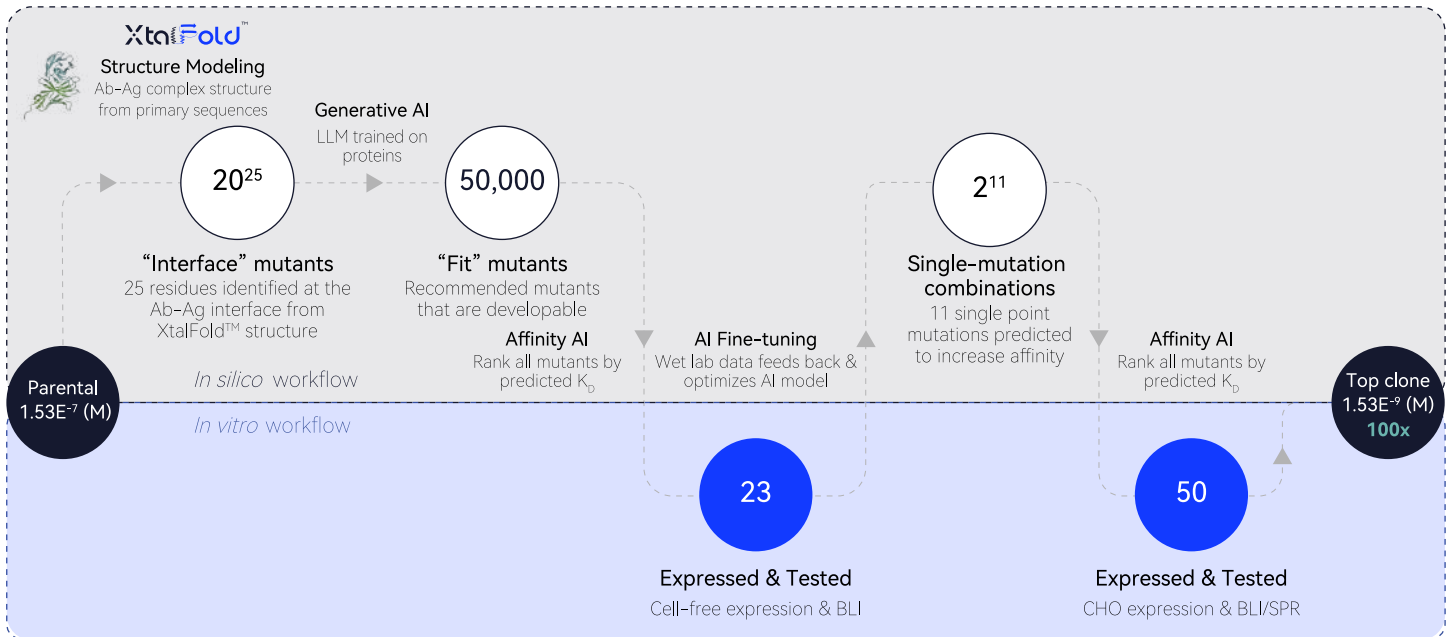 XtalFold™
Structure Modeling
Ab-Ag complex structure
from primary sequences
Generative AI
LLM trained on
proteins
20²⁵
"Interface" mutants
25 residues identified at the
Ab-Ag interface from
XtalFold™ structure
50,000
"Fit" mutants
Recommended mutants
that are developable
Affinity AI
Rank all mutants by
predicted K_D
AI Fine-tuning
Wet lab data feeds back &
optimizes AI model
2¹¹
Single-mutation
combinations
11 single point
mutations predicted
to increase affinity
Affinity AI
Rank all mutants by
predicted K_D
Parental
1.53E⁻⁷ (M)
In silico workflow
In vitro workflow
Top clone
1.53E⁻⁹ (M)
100x
23
Expressed & Tested
Cell-free expression & BLI
50
Expressed & Tested
CHO expression & BLI/SPR